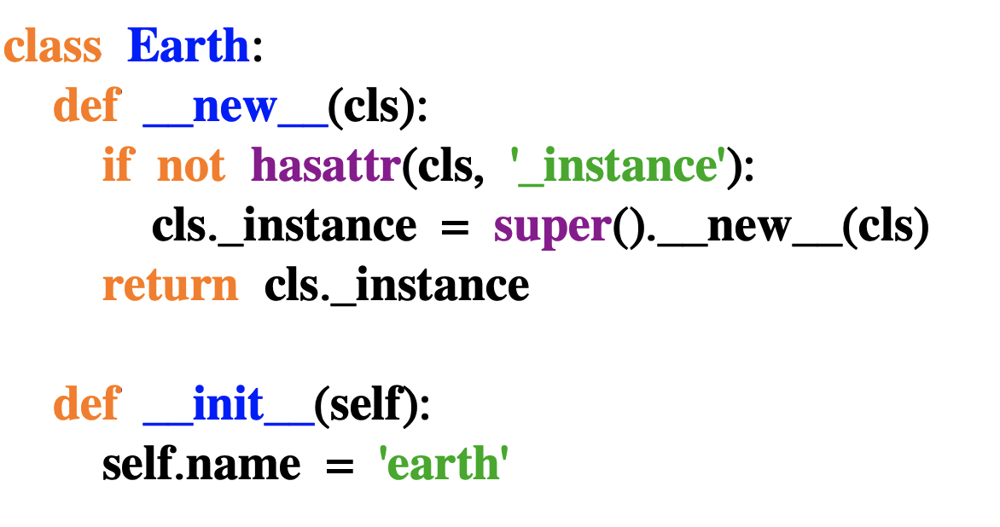 class Earth:
  def __new__(cls):
    if not hasattr(cls, '_instance'):
      cls._instance = super().__new__(cls)
    return cls._instance

  def __init__(self):
    self.name = 'earth'